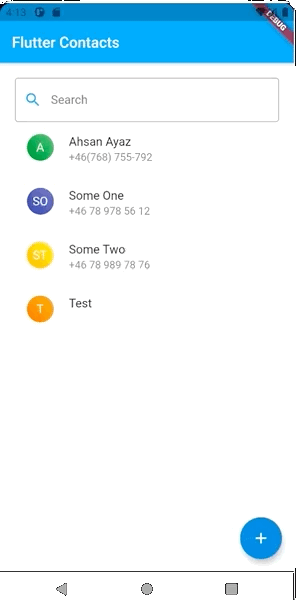 4:13
DEBUG
Flutter Contacts
Search
A
Ahsan Ayaz
+46(768) 755-792
SO
Some One
+46 78 978 56 12
ST
Some Two
+46 78 989 78 76
T
Test
+